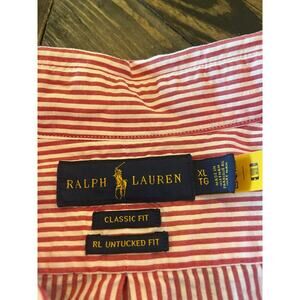 RALPH LAUREN
XL
TG
CLASSIC FIT
RL UNTUCKED FIT